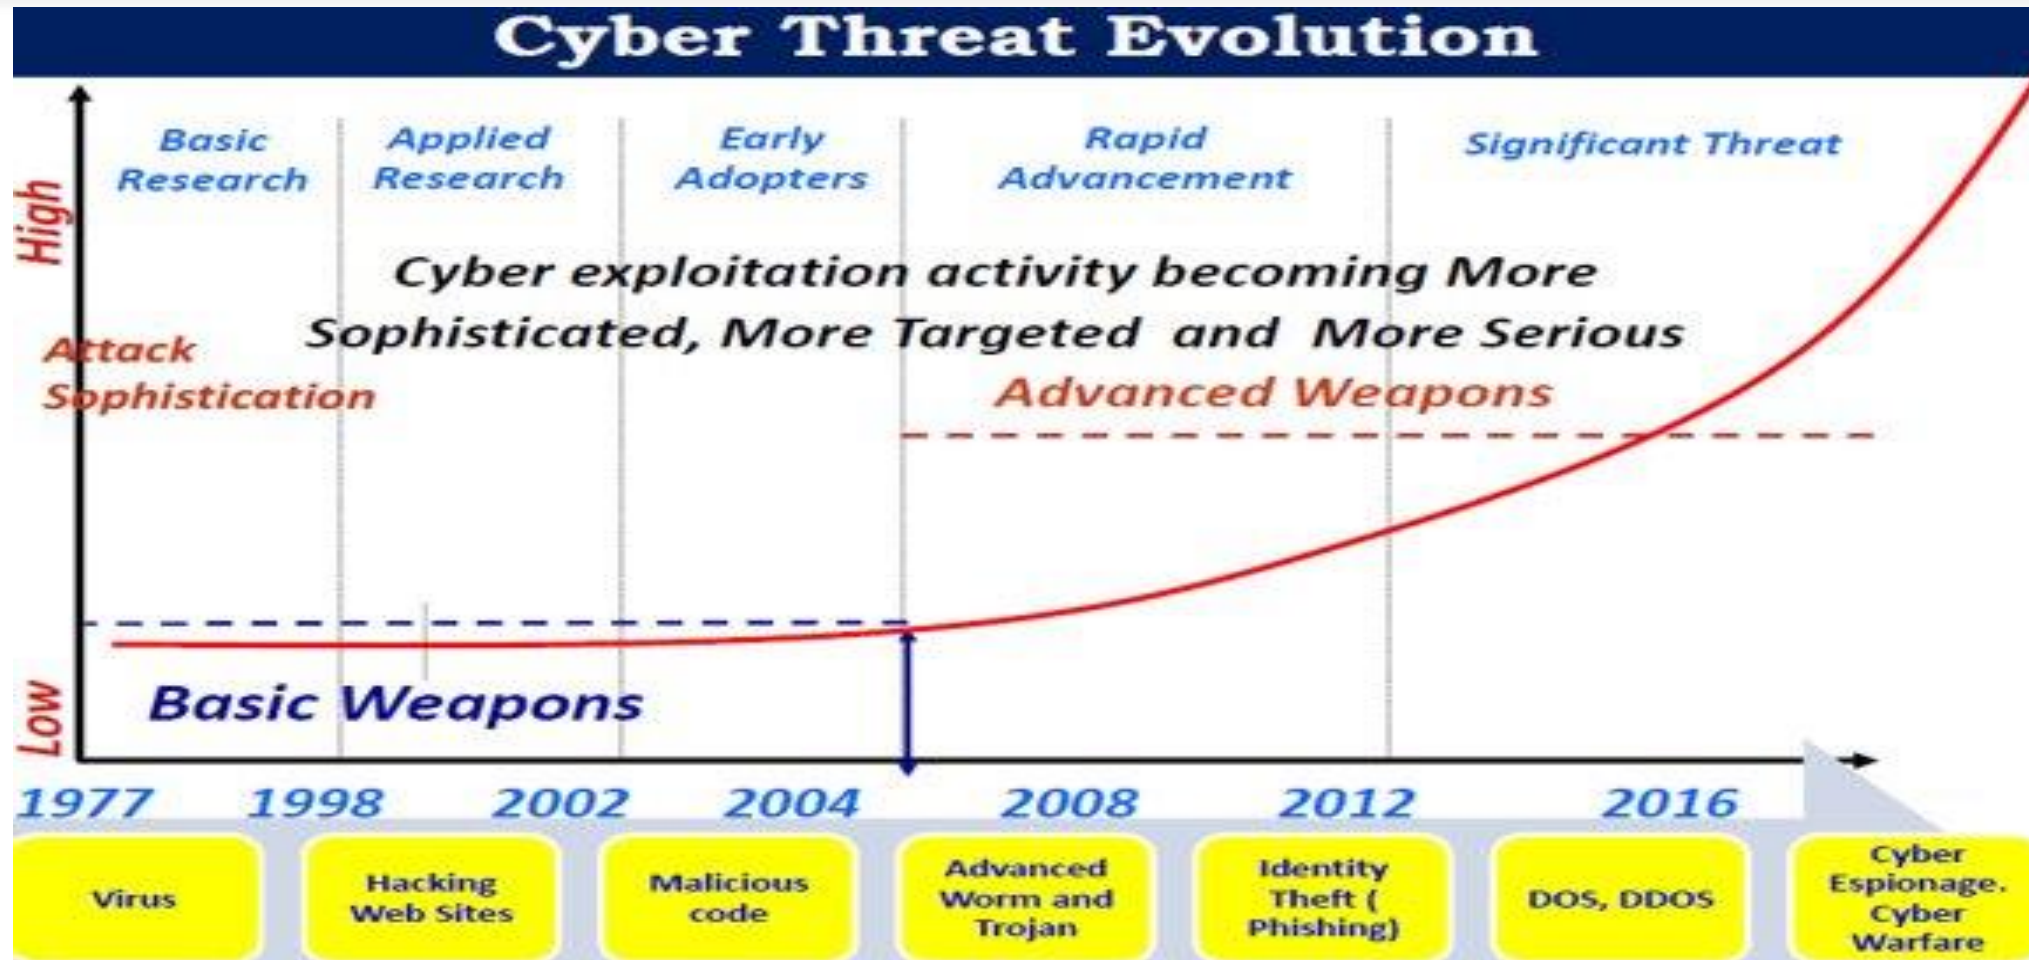 Cyber Threat Evolution
Basic
Research
Applied
Research
Early
Adopters
Rapid
Advancement
Significant Threat
High
Cyber exploitation activity becoming More
Sophisticated, More Targeted and More Serious
Attack
Sophistication
Advanced Weapons
Basic Weapons
Low
1977 1998 2002 2004 2008 2012 2016
Virus
Hacking
Web Sites
Malicious
code
Advanced
Worm and
Trojan
Identity
Theft (
Phishing)
DOS, DDOS
Cyber
Espionage.
Cyber
Warfare